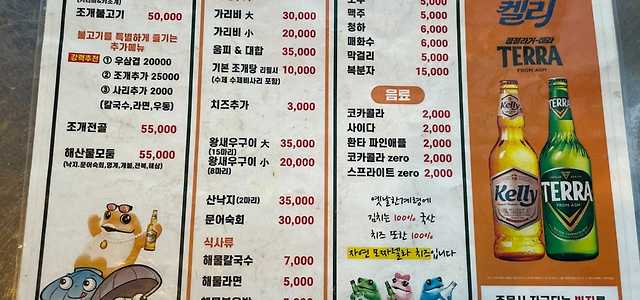 조개불고기 50,000
불고기를 특별하게 즐기는
추가메뉴
강력추천 ① 우삼겹 20000
② 조개추가 25000
③ 사리추가 2000
(칼국수,라면,우동)
조개전골 55,000
해산물모듬 55,000
(낙지,문어숙회,멍게,개불,전복,해삼)
가리비 大 30,000
가리비 小 20,000
웅피 & 대합 35,000
기본 조개탕 리필시 10,000
(수제 수제비사리 포함)
치즈추가 3,000
왕새우구이 大 35,000
(15마리)
왕새우구이 小 20,000
(8마리)
산낙지(2마리) 35,000
문어숙회 30,000
식사류
해물칼국수 7,000
해물라면 5,000
5,000
맥주 5,000
청하 6,000
매화수 6,000
막걸리 5,000
복분자 15,000
음료
코카콜라 2,000
사이다 2,000
환타 파인애플 2,000
코카콜라 zero 2,000
스프라이트 zero 2,000
김치는 100% 국산
치즈 또한 100%
자연 모짜렐라 치즈입니다
켈리
TERRA
FROM AGM
Kelly
Kelly
TERRA
TERRA
FROM AGM